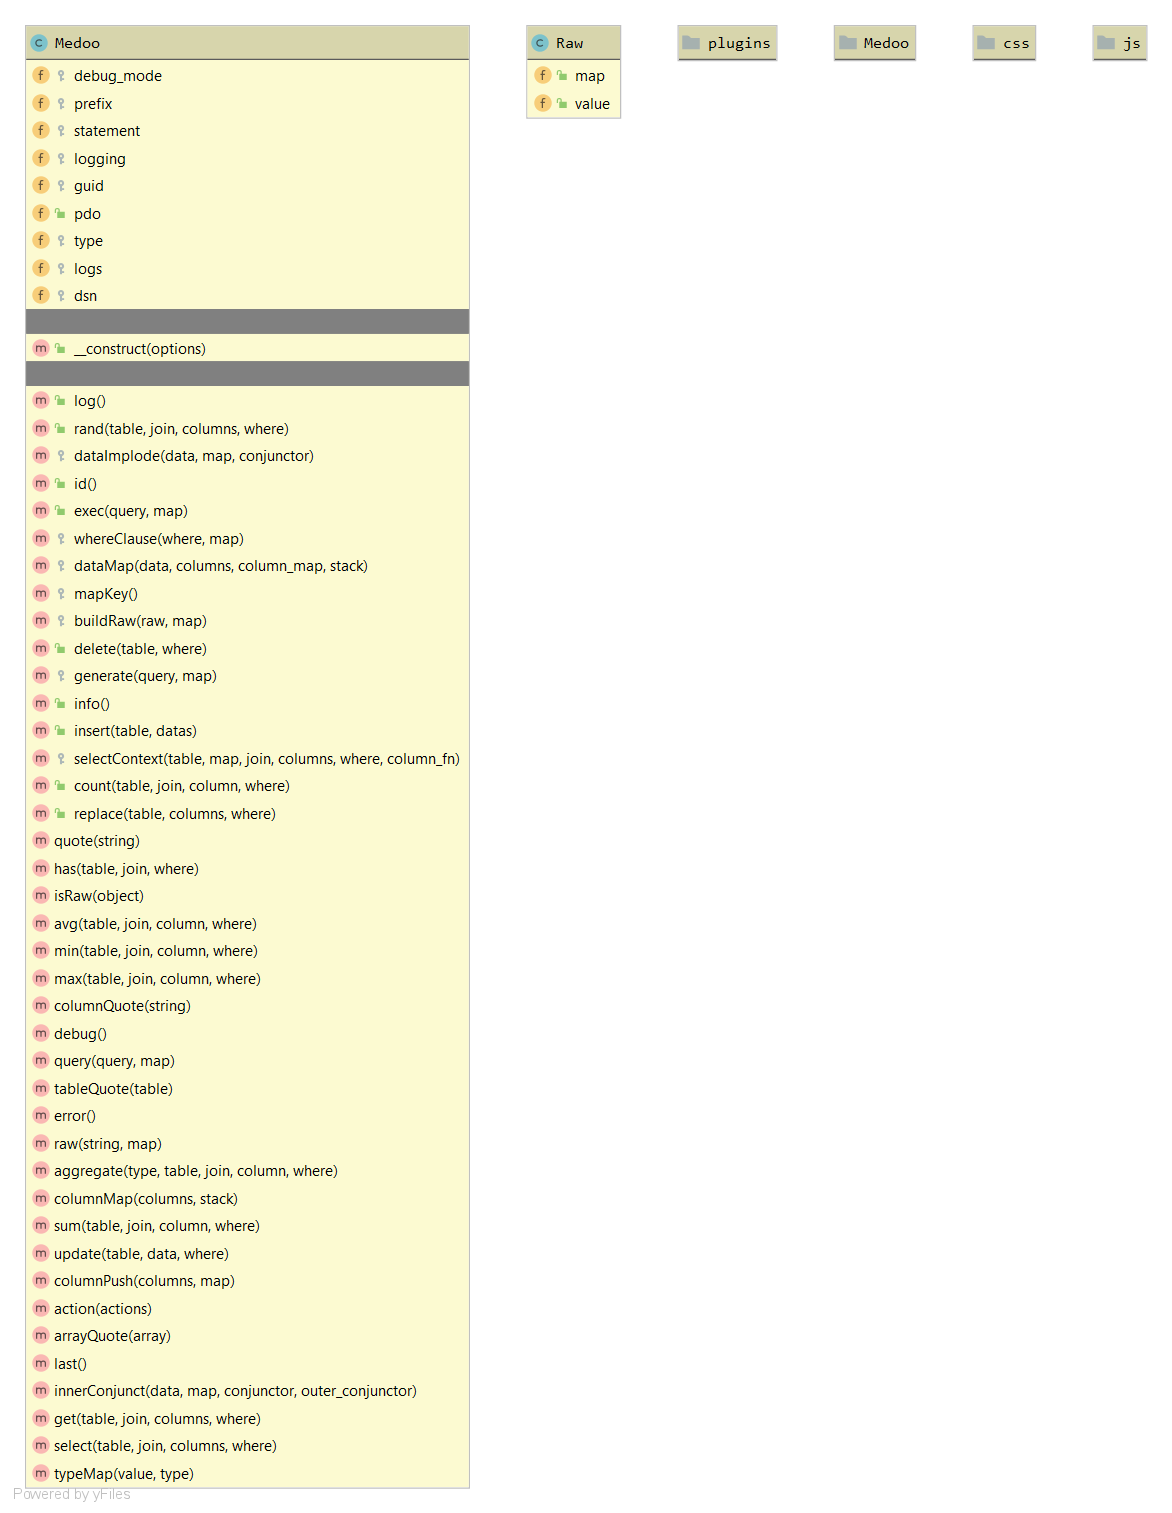 Medoo
debug_mode
prefix
statement
logging
guid
pdo
type
logs
dsn
__construct(options)
log()
rand(table, join, columns, where)
dataImplode(data, map, conjunctor)
id()
exec(query, map)
whereClause(where, map)
dataMap(data, columns, column_map, stack)
mapKey()
buildRaw(raw, map)
delete(table, where)
generate(query, map)
info()
insert(table, datas)
selectContext(table, map, join, columns, where, column_fn)
count(table, join, column, where)
replace(table, columns, where)
quote(string)
has(table, join, where)
isRaw(object)
avg(table, join, column, where)
min(table, join, column, where)
max(table, join, column, where)
columnQuote(string)
debug()
query(query, map)
tableQuote(table)
error()
raw(string, map)
aggregate(type, table, join, column, where)
columnMap(columns, stack)
sum(table, join, column, where)
update(table, data, where)
columnPush(columns, map)
action(actions)
arrayQuote(array)
last()
innerConjunct(data, map, conjunctor, outer_conjunctor)
get(table, join, columns, where)
select(table, join, columns, where)
typeMap(value, type)
Raw
map
value
plugins
Medoo
css
js
Powered by yFiles